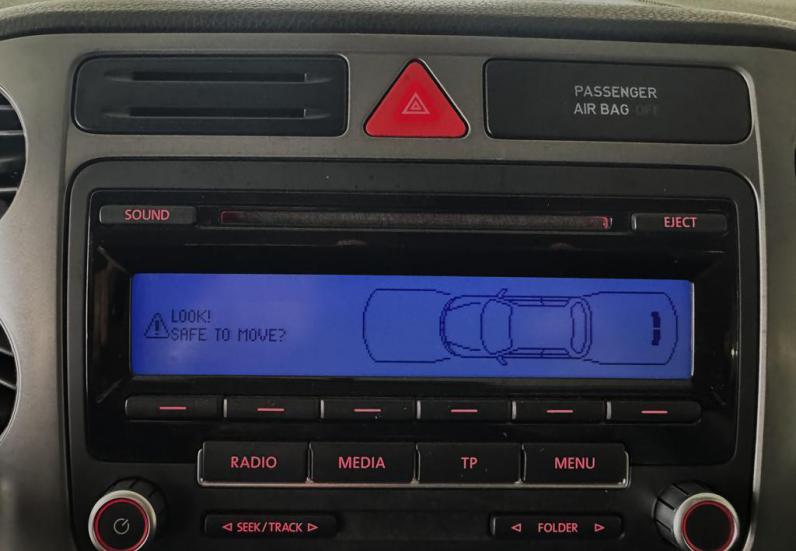 PASSENGER
AIR BAG OFF
SOUND
EJECT
LOOK!
SAFE TO MOVE?
RADIO
MEDIA
TP
MENU
SEEK/TRACK
FOLDER